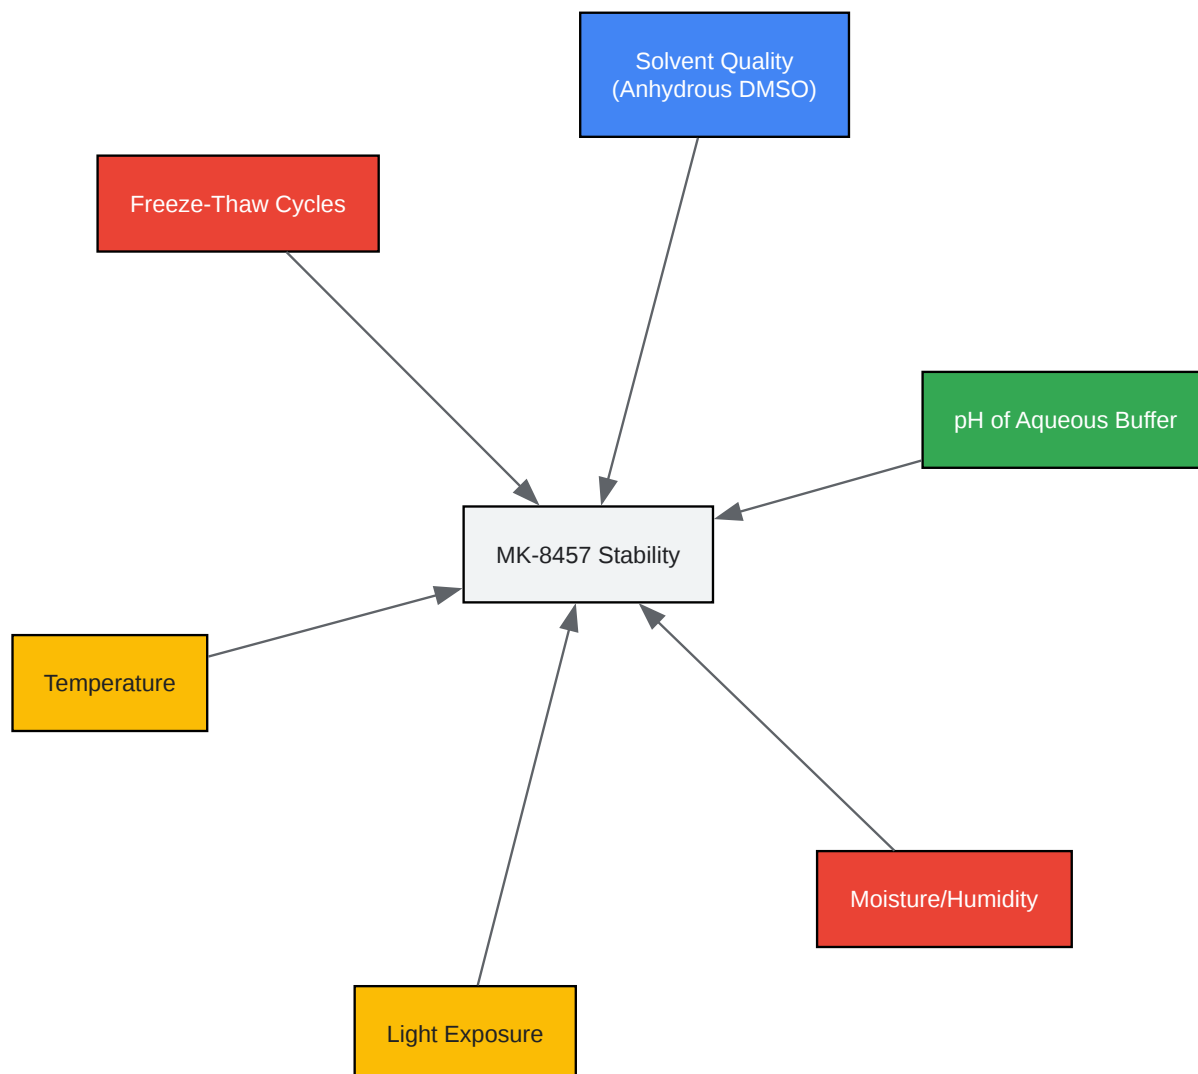 Solvent Quality
(Anhydrous DMSO)
Freeze-Thaw Cycles
pH of Aqueous Buffer
MK-8457 Stability
Temperature
Moisture/Humidity
Light Exposure